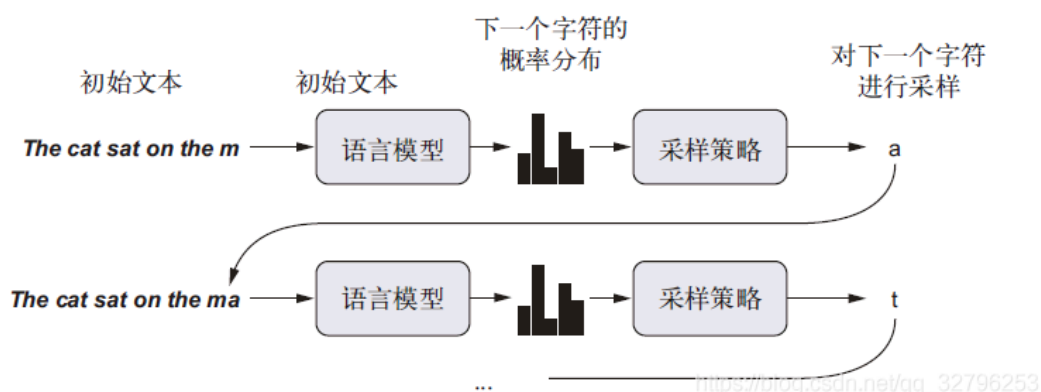 下一个字符的
概率分布
对下一个字符
进行采样
初始文本
初始文本
The cat sat on the m
语言模型
采样策略
a
The cat sat on the ma
语言模型
采样策略
t
...
https://blog.csdn.net/qq_32796253